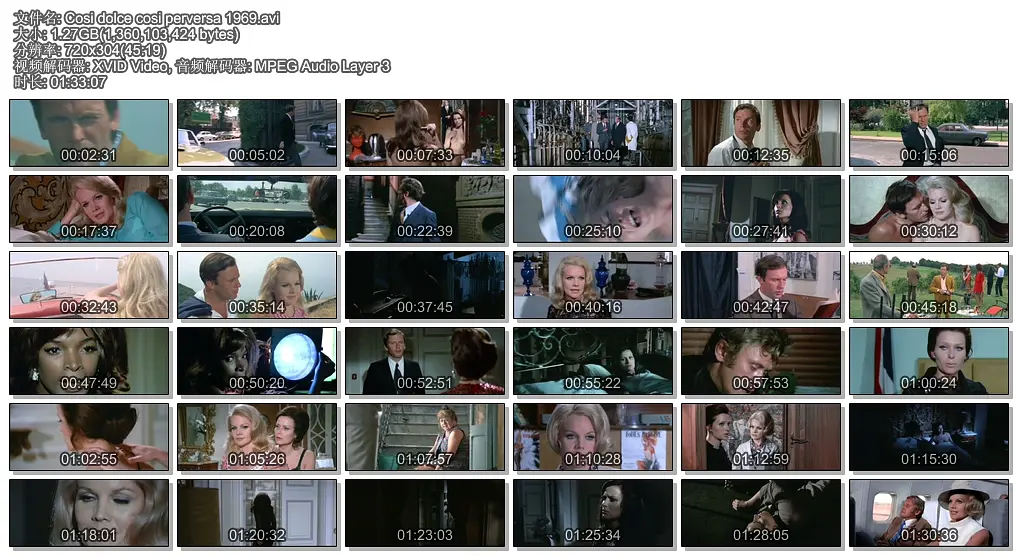 文件名: Cosi dolce cosi perversa 1969.avi
大小: 1.27GB(1,360,103,424 bytes)
分辨率: 720x304(45:19)
视频解码器: XVID Video, 音频解码器: MPEG Audio Layer 3
时长: 01:33:07
00:02:31 00:05:02 00:07:33 00:10:04 00:12:35 00:15:06
00:17:37 00:20:08 00:22:39 00:25:10 00:27:41 00:30:12
00:32:43 00:35:14 00:37:45 00:40:16 00:42:47 00:45:18
00:47:49 00:50:20 00:52:51 00:55:22 00:57:53 01:00:24
01:02:55 01:05:26 01:07:57 01:10:28 01:12:59 01:15:30
01:18:01 01:20:32 01:23:03 01:25:34 01:28:05 01:30:36